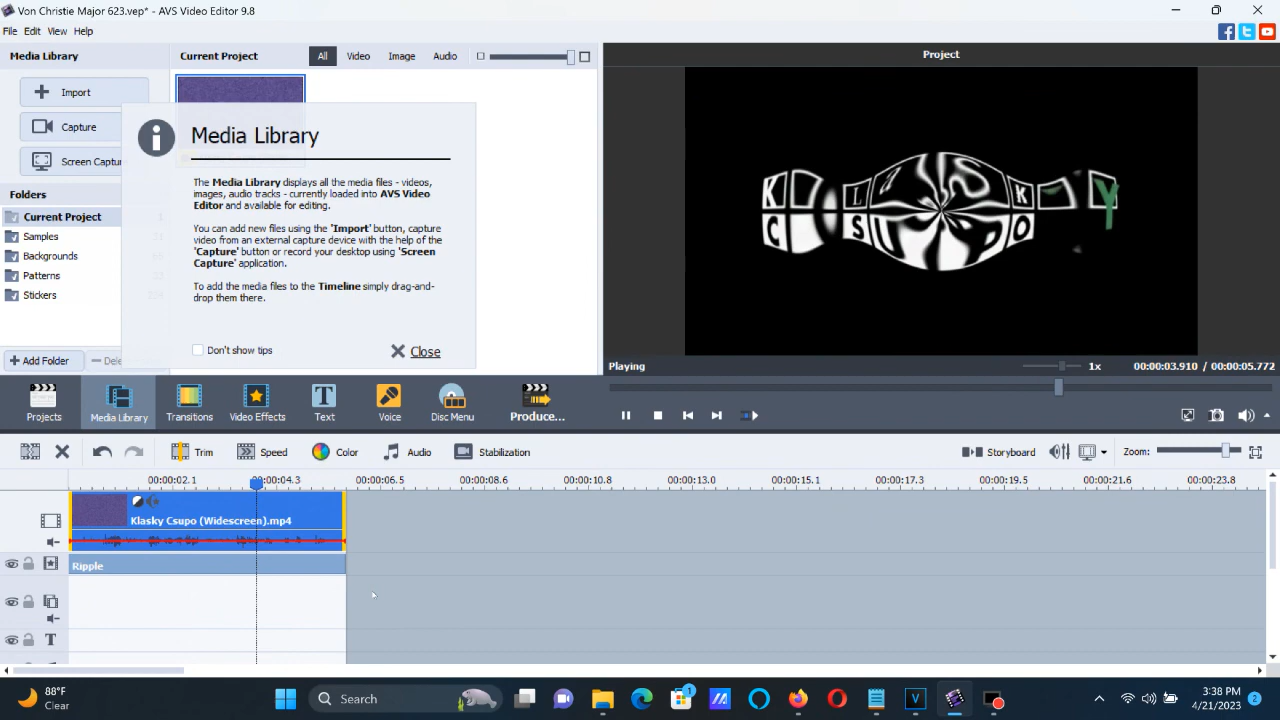 Von Christie Major 623.vep* - AVS Video Editor 9.8
File Edit View Help
Media Library
Current Project
All Video Image Audio
Project
Import
Capture
Screen Captu
Folders
Current Project
Samples
Backgrounds
Patterns
Stickers
Add Folder
Media Library
The Media Library displays all the media files - videos,
images, audio tracks - currently loaded into AVS Video
Editor and available for editing.
You can add new files using the 'Import' button, capture
video from an external capture device with the help of the
'Capture' button or record your desktop using 'Screen
Capture' application.
To add the media files to the Timeline simply drag-and-
drop them there.
Don't show tips
Close
K L K
C S P O
Playing
1x
00:00:03.910 / 00:00:05.772
Projects
Media Library
Transitions
Video Effects
Text
Voice
Disc Menu
Produce...
Trim
Speed
Color
Audio
Stabilization
Storyboard
Zoom:
00:00:02.1 00:00:04.3 00:00:06.5 00:00:08.6 00:00:10.8 00:00:13.0 00:00:15.1 00:00:17.3 00:00:19.5 00:00:21.6 00:00:23.8
Klasky Csupo (Widescreen).mp4
Ripple
T
88°F
Clear
Search
1
3:38 PM
4/21/2023
2